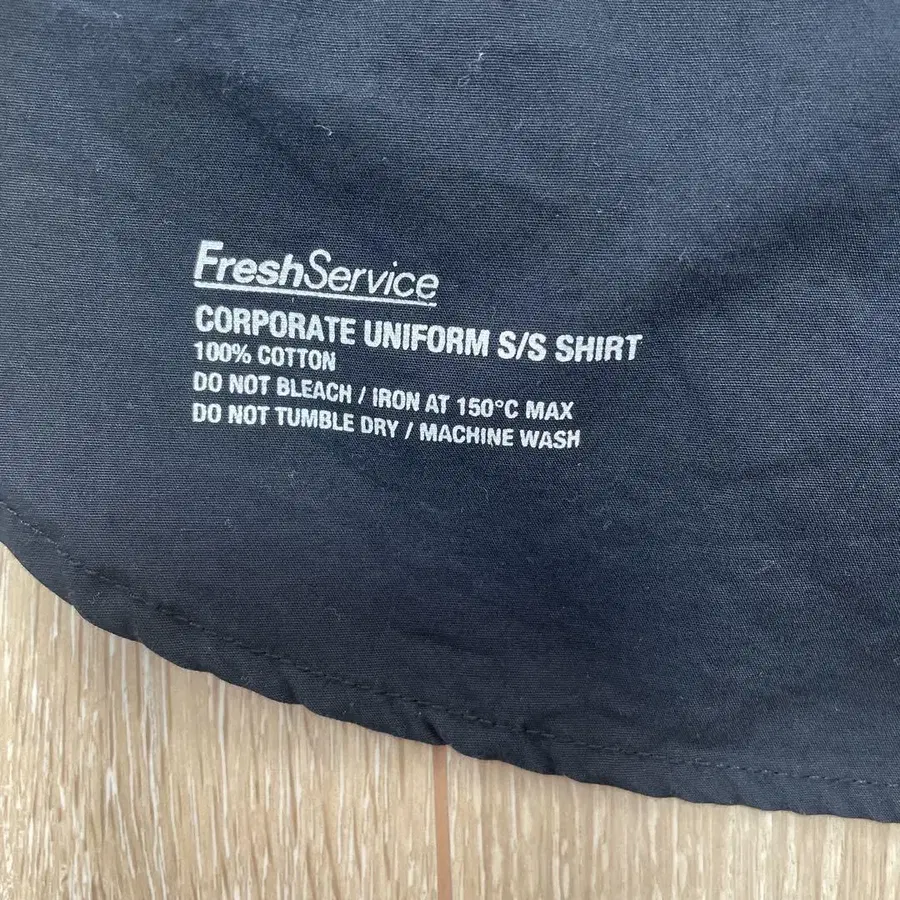 FreshService
CORPORATE UNIFORM S/S SHIRT
100% COTTON
DO NOT BLEACH / IRON AT 150°C MAX
DO NOT TUMBLE DRY / MACHINE WASH